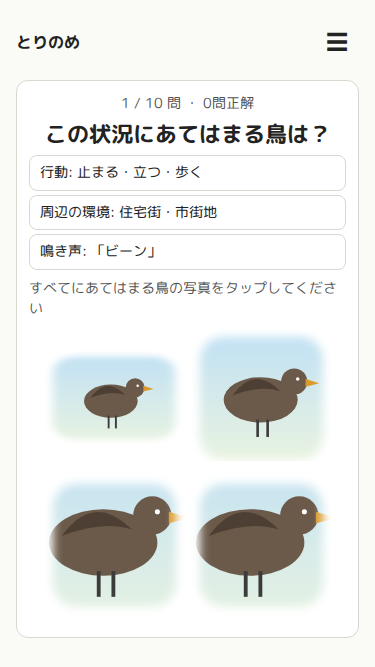 とりのめ
1 / 10 問 ・ 0問正解
この状況にあてはまる鳥は？
行動: 止まる・立つ・歩く
周辺の環境: 住宅街・市街地
鳴き声: 「ビーン」
すべてにあてはまる鳥の写真をタップしてくださ
い